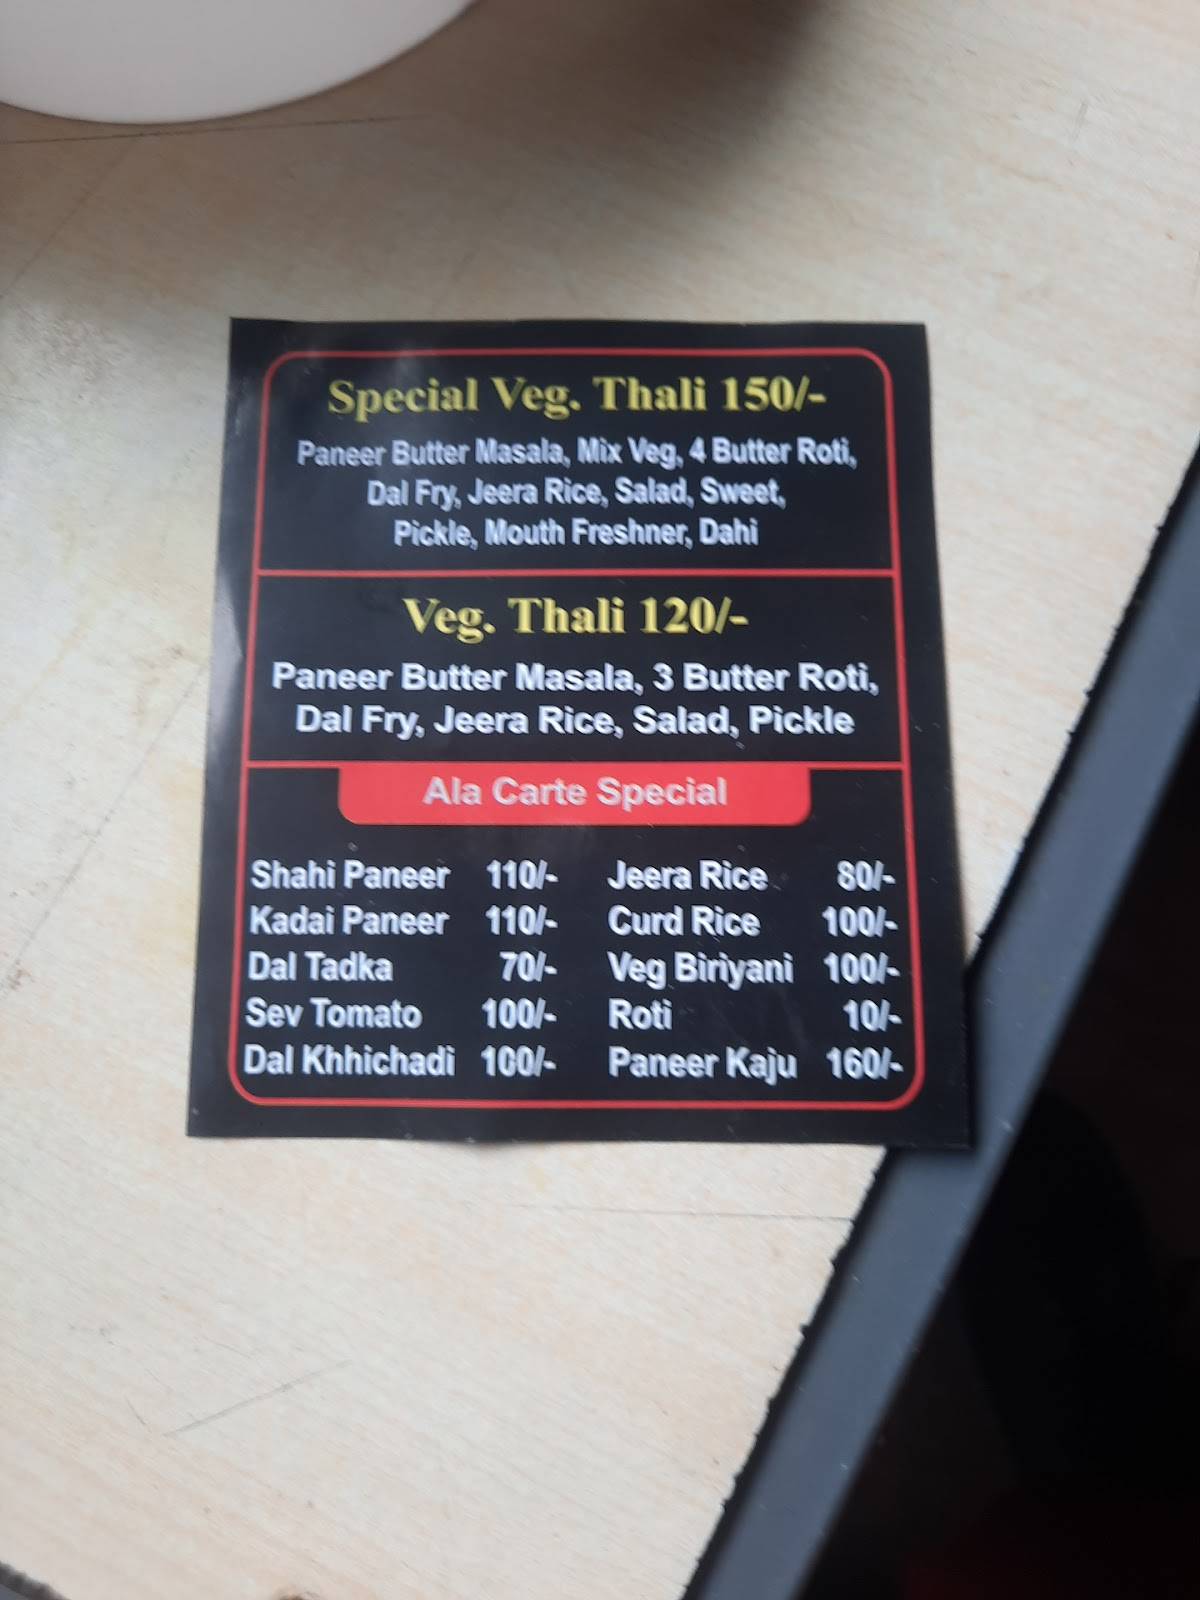 Special Veg. Thali 150/-
Paneer Butter Masala, Mix Veg, 4 Butter Roti,
Dal Fry, Jeera Rice, Salad, Sweet,
Pickle, Mouth Freshner, Dahi
Veg. Thali 120/-
Paneer Butter Masala, 3 Butter Roti,
Dal Fry, Jeera Rice, Salad, Pickle
Ala Carte Special
Shahi Paneer 110/- Jeera Rice 80/-
Kadai Paneer 110/- Curd Rice 100/-
Dal Tadka 70/- Veg Biriyani 100/-
Sev Tomato 100/- Roti 10/-
Dal Khhichadi 100/- Paneer Kaju 160/-